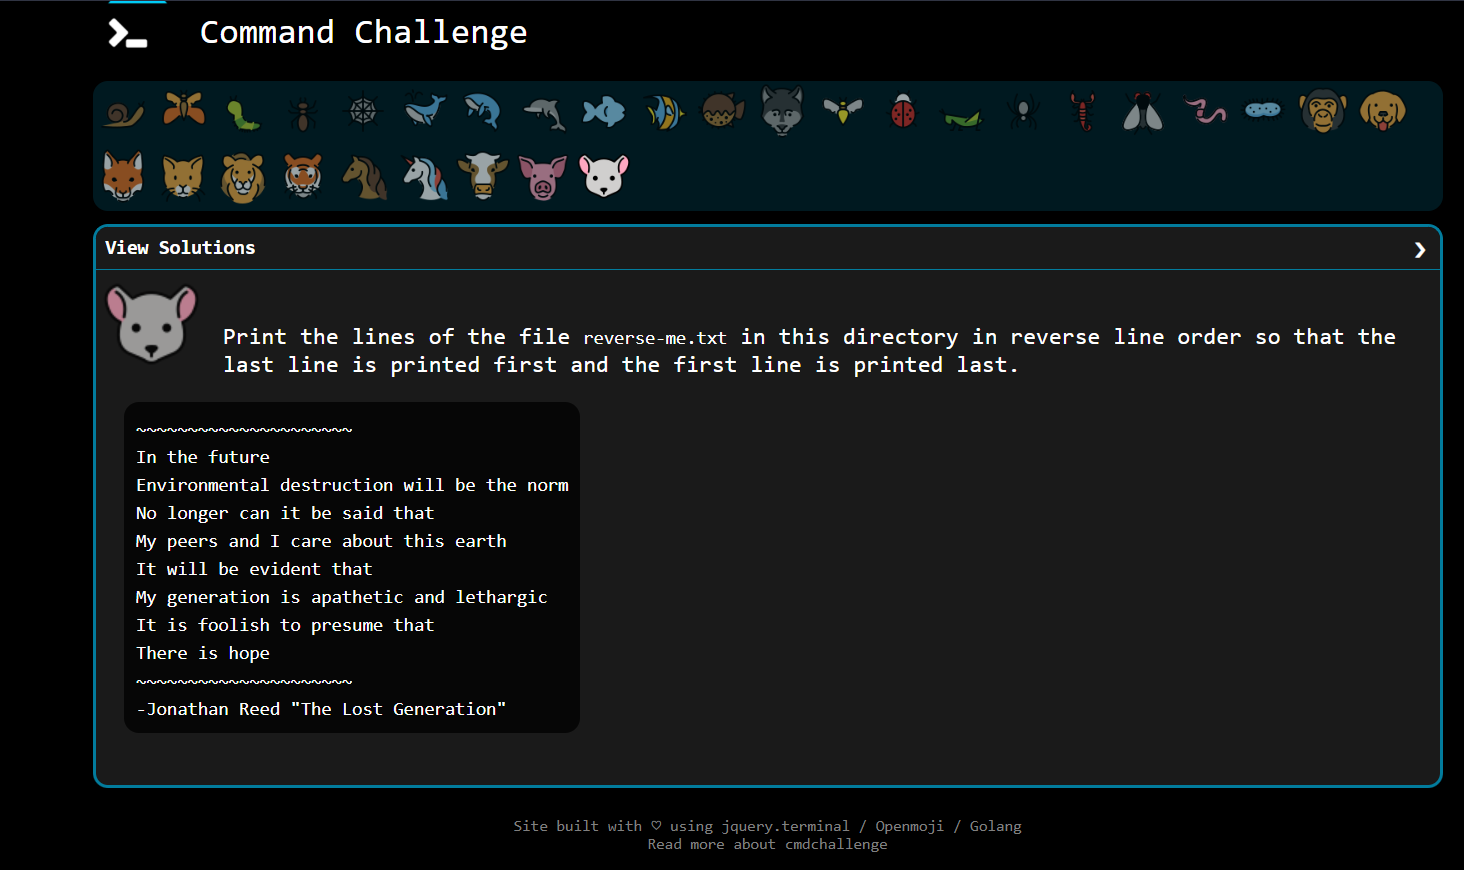 Command Challenge
View Solutions
Print the lines of the file reverse-me.txt in this directory in reverse line order so that the
last line is printed first and the first line is printed last.
~~~~~~~~~~~~~~~~~~~~~
In the future
Environmental destruction will be the norm
No longer can it be said that
My peers and I care about this earth
It will be evident that
My generation is apathetic and lethargic
It is foolish to presume that
There is hope
~~~~~~~~~~~~~~~~~~~~~
-Jonathan Reed "The Lost Generation"
Site built with ♡ using jquery.terminal / Openmoji / Golang
Read more about cmdchallenge